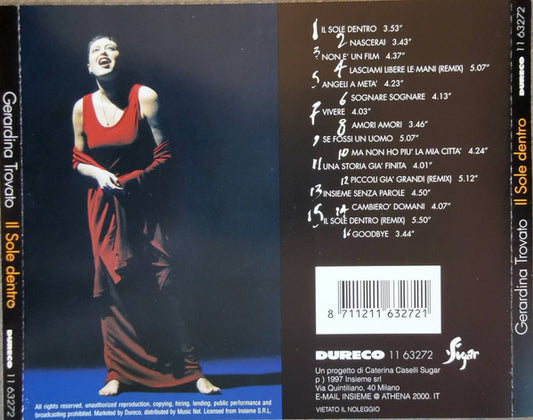 Gerardina Trovato Il Sole dentro DURECO 11 63272
1 IL SOLE DENTRO 3.53"
2 NASCERAI 3.43"
3 NON E' UN FILM 4.37"
4 LASCIAMI LIBERE LE MANI (REMIX) 5.07"
5 ANGELI A META' 4.23"
6 SOGNARE SOGNARE 4.13"
7 VIVERE 4.03"
8 AMORI AMORI 3.46"
9 SE FOSSI UN UOMO 5.07"
10 MA NON HO PIU' LA MIA CITTA' 4.24"
11 UNA STORIA GIA' FINITA 4.01"
12 PICCOLI GIA' GRANDI (REMIX) 5.12"
13 INSIEME SENZA PAROLE 4.50"
14 CAMBIERO' DOMANI 4.07"
15 IL SOLE DENTRO (REMIX) 5.50"
16 GOODBYE 3.44"
8 711211 632721
DURECO 11 63272 Sugar
Un progetto di Caterina Caselli Sugar
p ) 1997 Insieme srl
Via Quintiliano, 40 Milano
E-MAIL INSIEME @ ATHENA 2000. IT
VIETATO IL NOLEGGIO
All rights reserved, unauthorized reproduction, copying, hiring, lending, public performance and
broadcasting prohibited. Marketed by Dureco, distributed by Music Net. Licensed from Insieme S.R.L.
Gerardina Trovato Il Sole dentro DURECO 11 63272